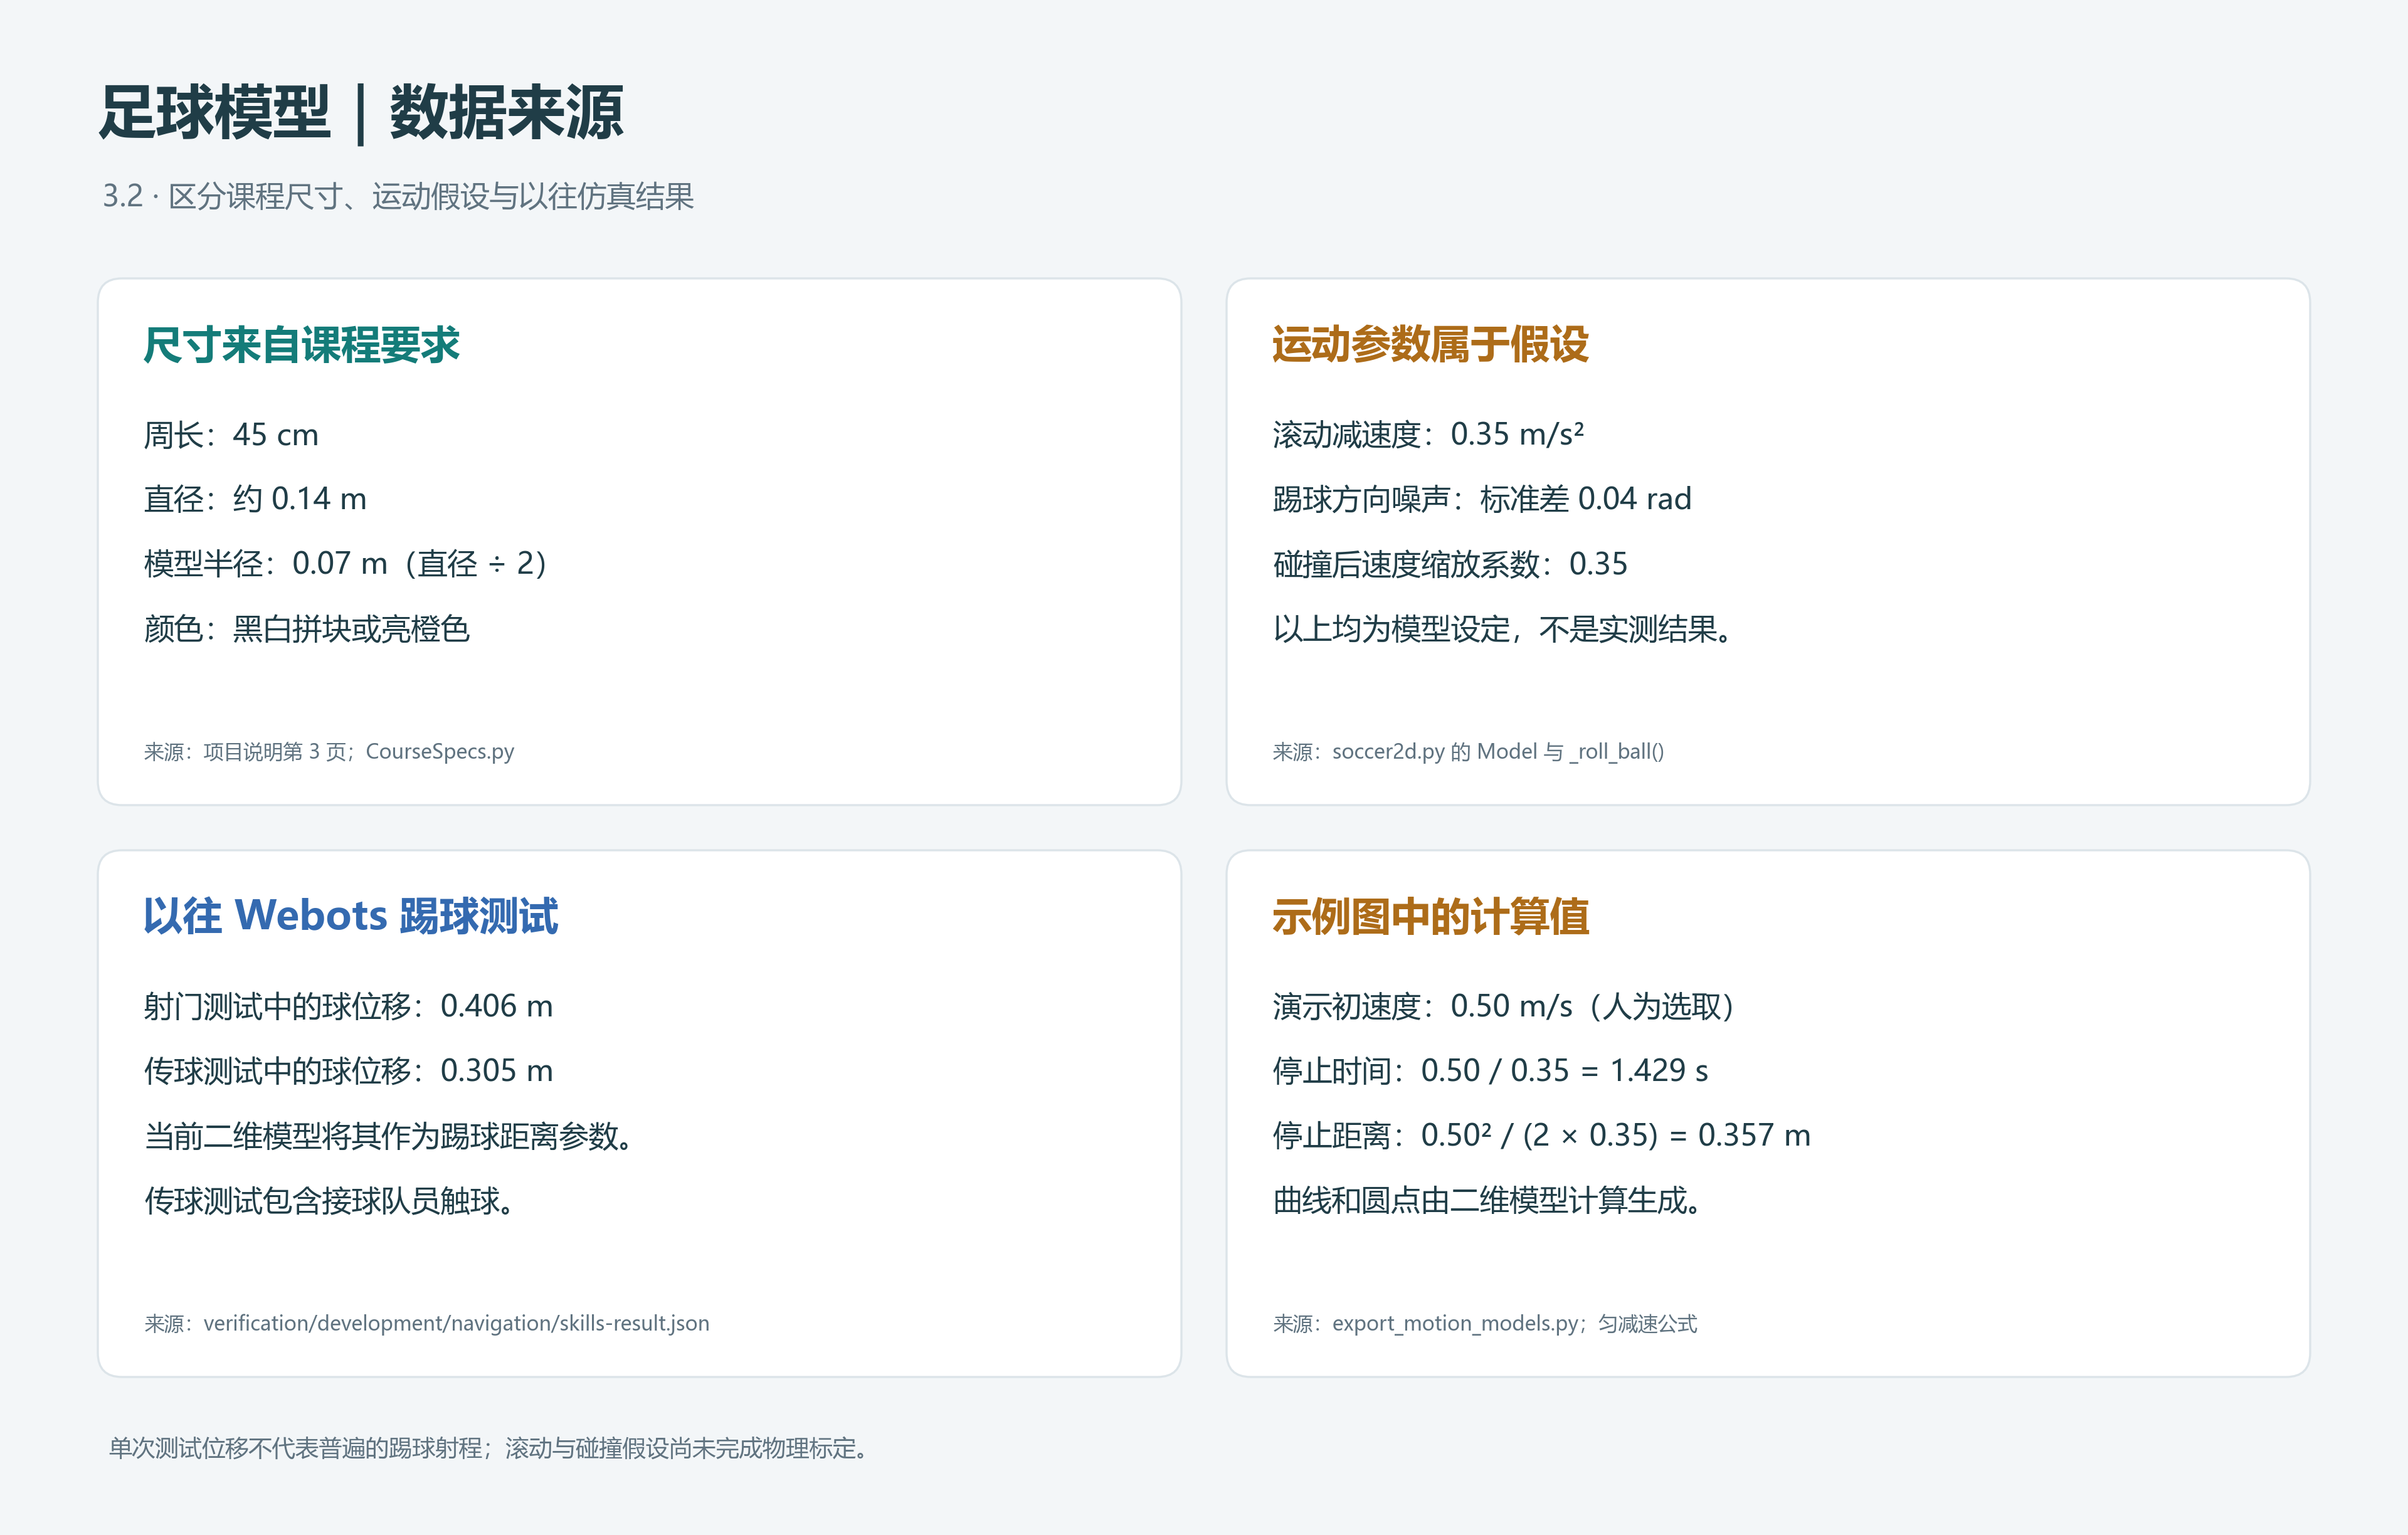 足球模型｜数据来源
3.2 · 区分课程尺寸、运动假设与以往仿真结果
尺寸来自课程要求
周长：45 cm
直径：约 0.14 m
模型半径：0.07 m（直径 ÷ 2）
颜色：黑白拼块或亮橙色
来源：项目说明第 3 页；CourseSpecs.py
运动参数属于假设
滚动减速度：0.35 m/s²
踢球方向噪声：标准差 0.04 rad
碰撞后速度缩放系数：0.35
以上均为模型设定，不是实测结果。
来源：soccer2d.py 的 Model 与 _roll_ball()
以往 Webots 踢球测试
射门测试中的球位移：0.406 m
传球测试中的球位移：0.305 m
当前二维模型将其作为踢球距离参数。
传球测试包含接球队员触球。
来源：verification/development/navigation/skills-result.json
示例图中的计算值
演示初速度：0.50 m/s（人为选取）
停止时间：0.50 / 0.35 = 1.429 s
停止距离：0.50² / (2 × 0.35) = 0.357 m
曲线和圆点由二维模型计算生成。
来源：export_motion_models.py；匀减速公式
单次测试位移不代表普遍的踢球射程；滚动与碰撞假设尚未完成物理标定。